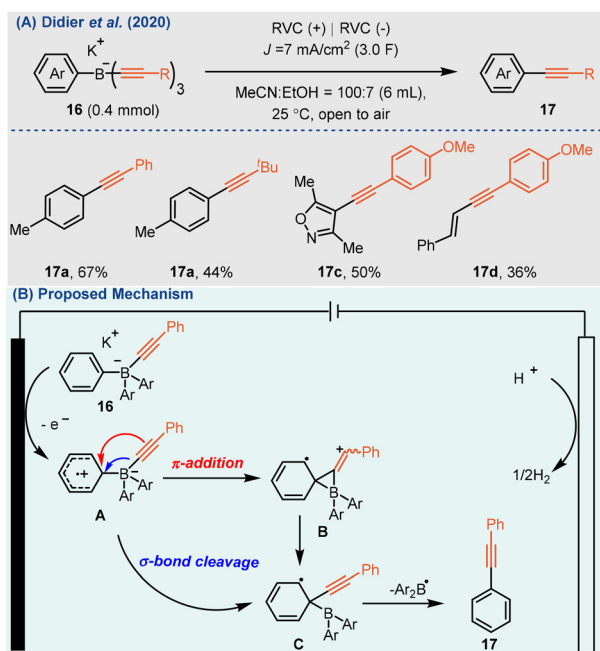 (A) Didier et al. (2020)
K+
Ar
B-
R
3
16 (0.4 mmol)
RVC (+) | RVC (-)
J =7 mA/cm2 (3.0 F)
MeCN:EtOH = 100:7 (6 mL),
25 °C, open to air
Ar
R
17
Ph
Me
17a, 67%
tBu
Me
17a, 44%
Me
O
N
Me
OMe
17c, 50%
OMe
Ph
17d, 36%
(B) Proposed Mechanism
K+
Ph
B-
Ar Ar
16
- e-
H+
1/2H2
Ph
B-
Ar Ar
A
π-addition
+
Ph
B
Ar Ar
B
σ-bond cleavage
Ph
B
Ar Ar
C
-Ar2B•
Ph
17